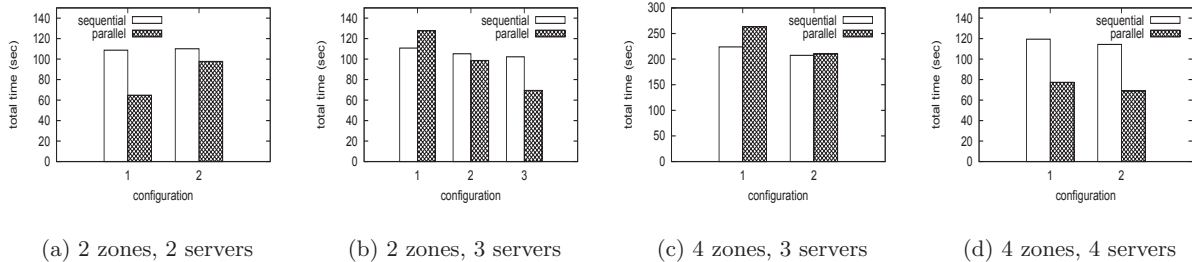 140
120
100
80
60
40
20
0
total time (sec)
sequential
parallel
1 2
configuration
(a) 2 zones, 2 servers
140
120
100
80
60
40
20
0
total time (sec)
sequential
parallel
1 2 3
configuration
(b) 2 zones, 3 servers
300
250
200
150
100
50
0
total time (sec)
sequential
parallel
1 2
configuration
(c) 4 zones, 3 servers
140
120
100
80
60
40
20
0
total time (sec)
sequential
parallel
1 2
configuration
(d) 4 zones, 4 servers